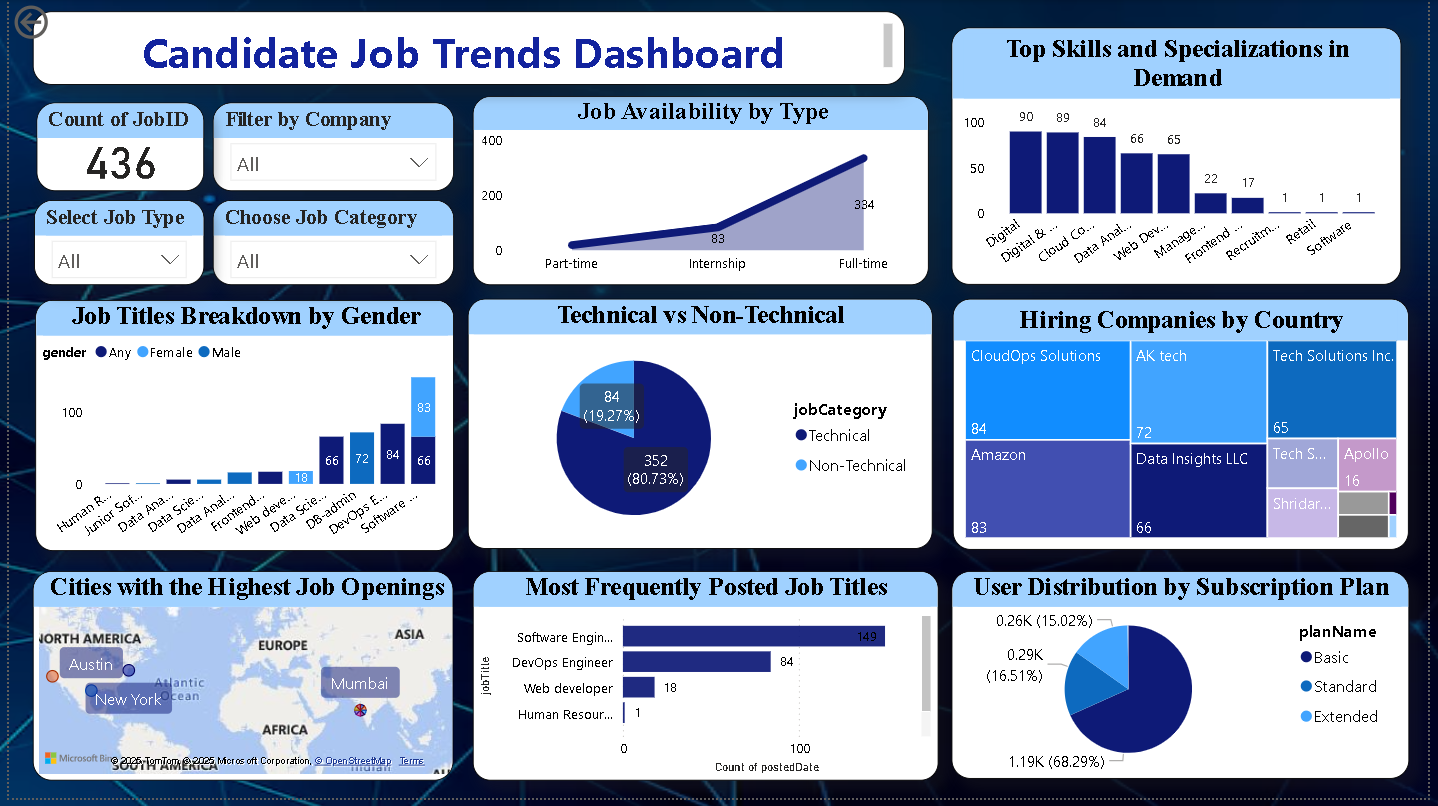 Candidate Job Trends Dashboard
Count of JobID
436
Filter by Company
All
Select Job Type
All
Choose Job Category
All
Job Availability by Type
400
200
0
83
334
Part-time
Internship
Full-time
Top Skills and Specializations in
Demand
100
50
0
90
89
84
66
65
22
17
1
1
1
Digital
Digital & ...
Cloud Co...
Data Anal...
Web Dev...
Manage...
Frontend ...
Recruitm...
Retail
Software
Job Titles Breakdown by Gender
gender Any Female Male
100
0
18
66
72
84
83
66
Human R...
Junior Sof...
Data Ana...
Data Scie...
Data Anal...
Frontend...
Web deve...
Data Scie...
DB-admin
DevOps E...
Software ...
Technical vs Non-Technical
84
(19.27%)
352
(80.73%)
jobCategory
Technical
Non-Technical
Hiring Companies by Country
CloudOps Solutions
84
Amazon
83
AK tech
72
Data Insights LLC
66
Tech Solutions Inc.
65
Tech S...
Shridar...
Apollo
16
Cities with the Highest Job Openings
NORTH AMERICA
EUROPE
ASIA
Austin
Atlantic
Ocean
New York
Mumbai
AFRICA
SOUTH AMERICA
Indian
AU
Microsoft Bing
© 2025 TomTom, © 2025 Microsoft Corporation, © OpenStreetMap Terms
Most Frequently Posted Job Titles
jobTitle
Software Engin... 149
DevOps Engineer 84
Web developer 18
Human Resour... 1
0
100
Count of postedDate
User Distribution by Subscription Plan
0.26K (15.02%)
0.29K
(16.51%)
1.19K (68.29%)
planName
Basic
Standard
Extended